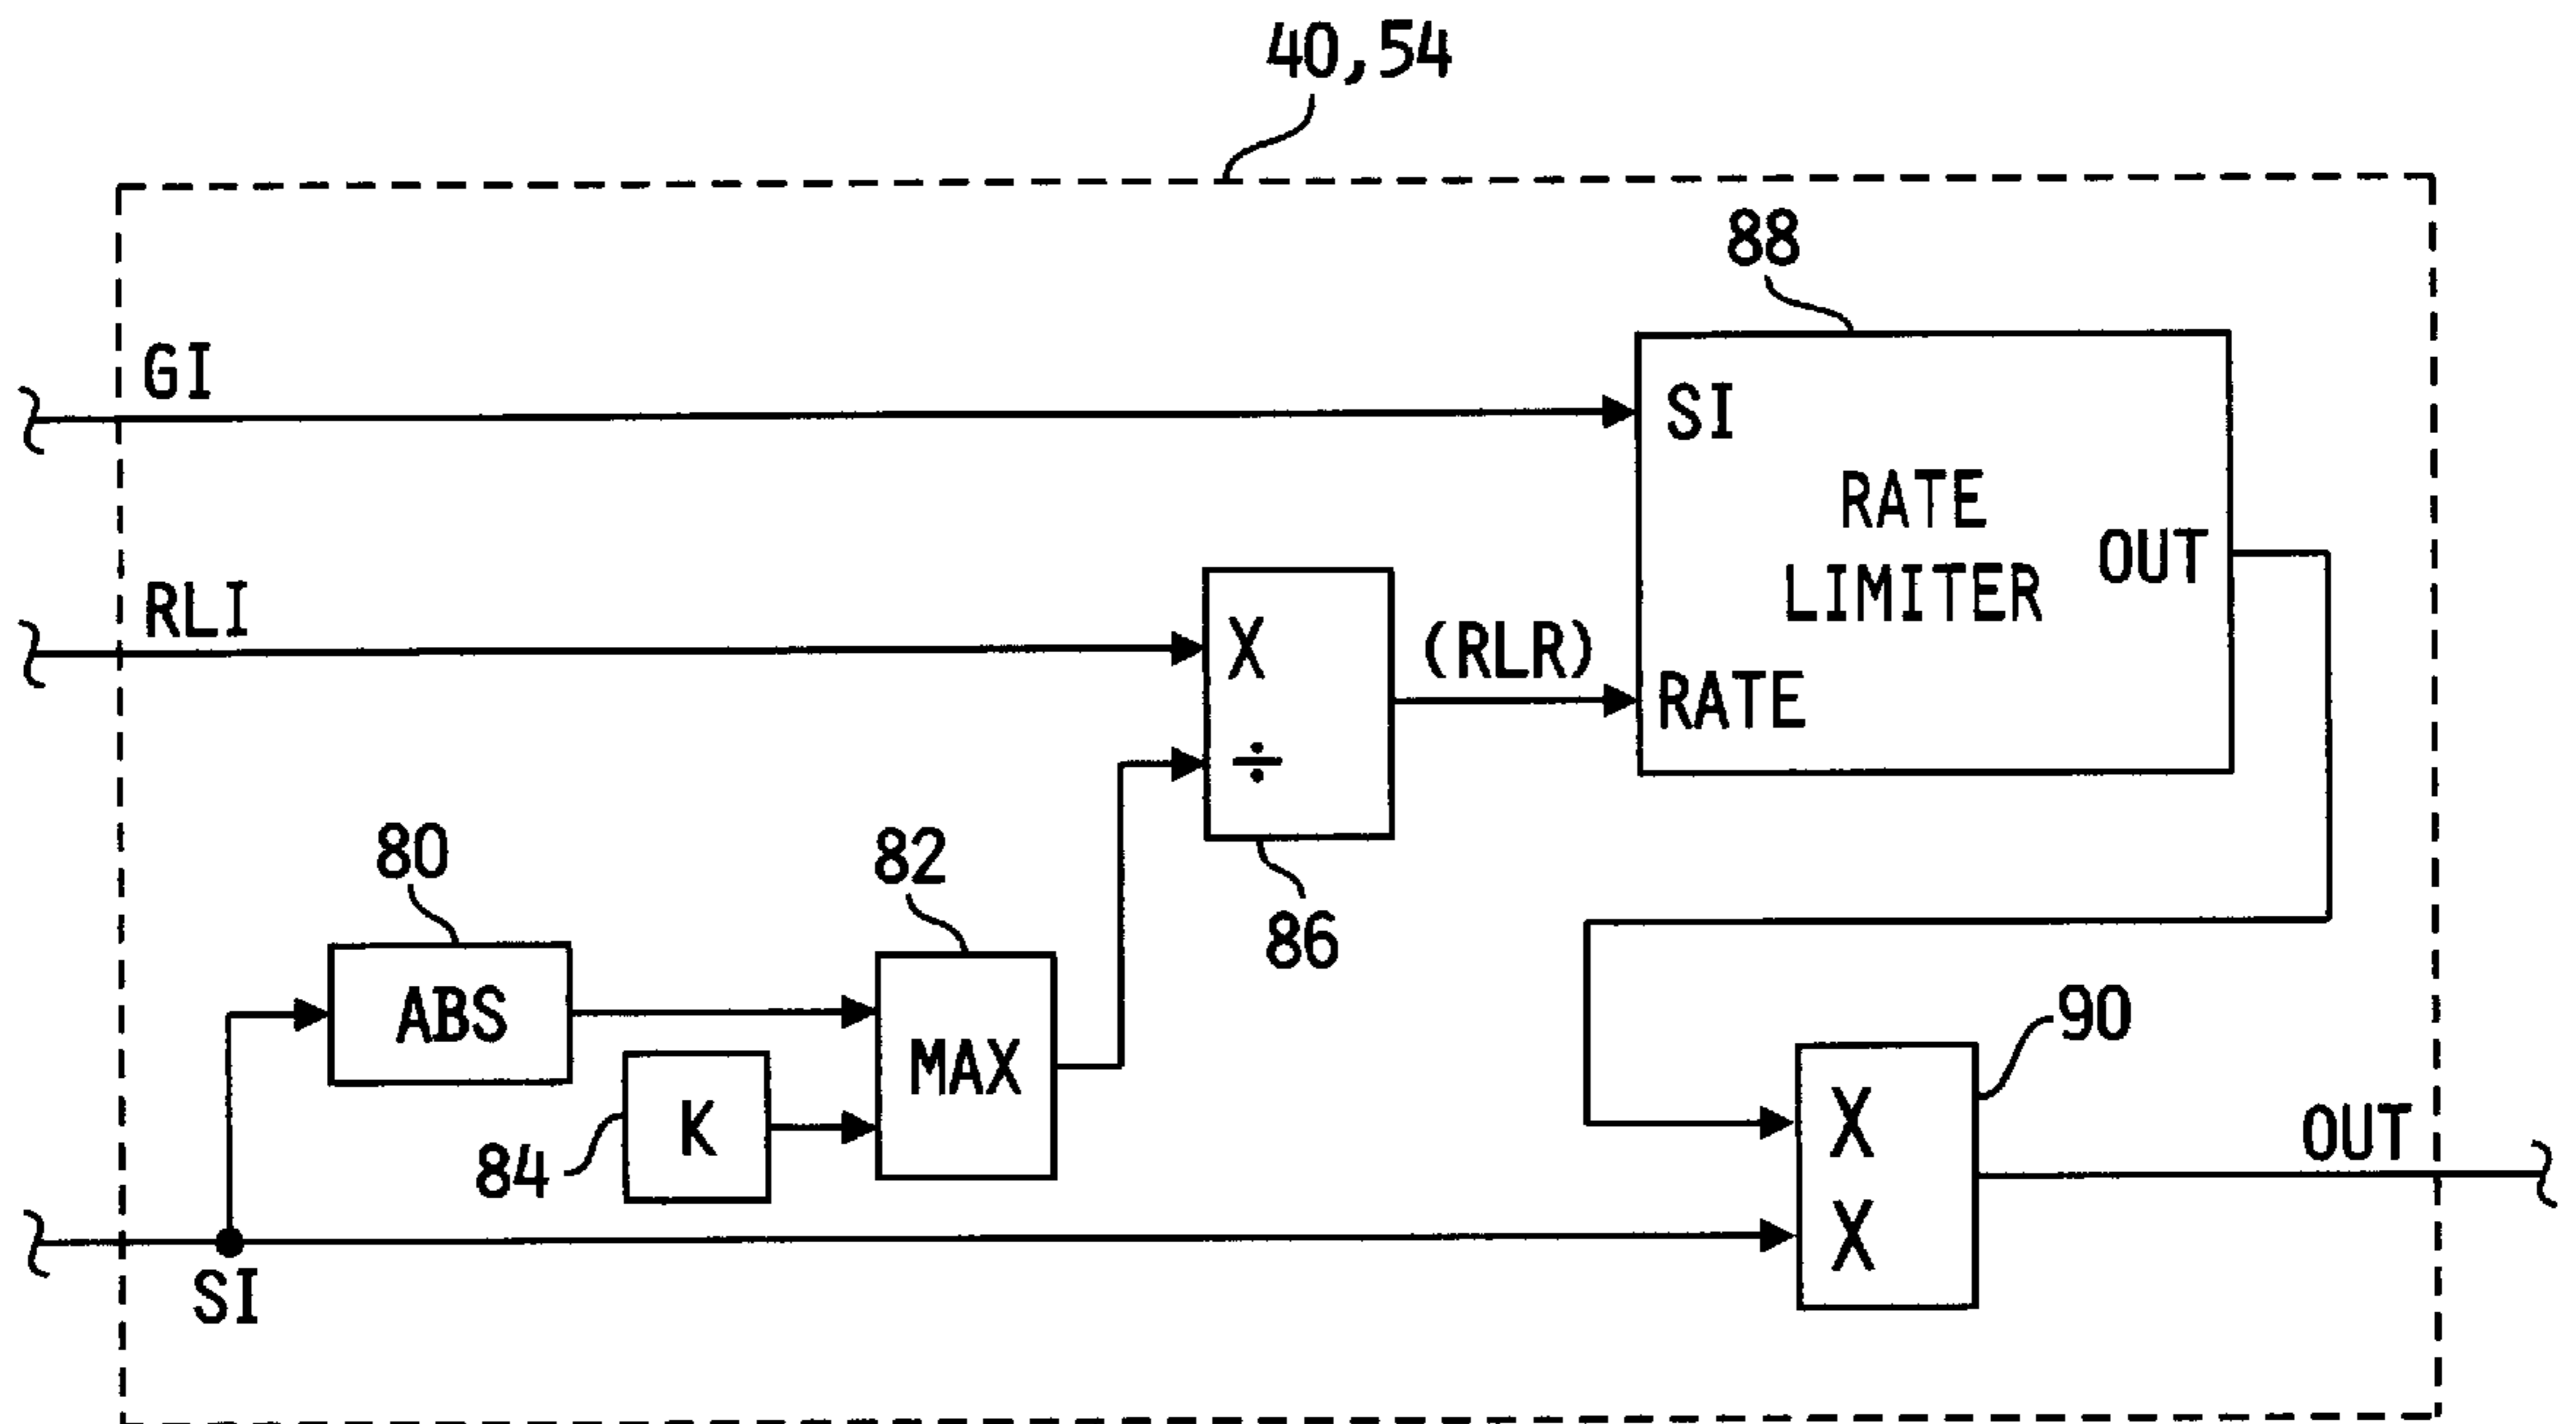 40,54
88
GI
SI
RATE
LIMITER
OUT
RLI
X
÷
(RLR)
RATE
86
80
ABS
82
MAX
84
K
90
X
X
OUT
SI